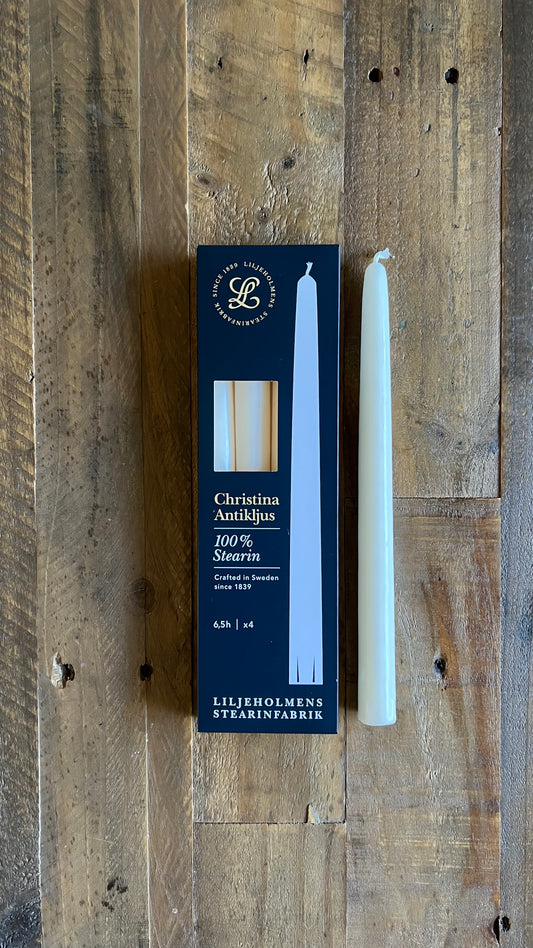 SINCE 1839 LILJEHOLMENS STEARINFABRIK
L
Christina
Antikljus
100%
Stearin
Crafted in Sweden
since 1839
6,5h | x4
LILJEHOLMENS
STEARINFABRIK